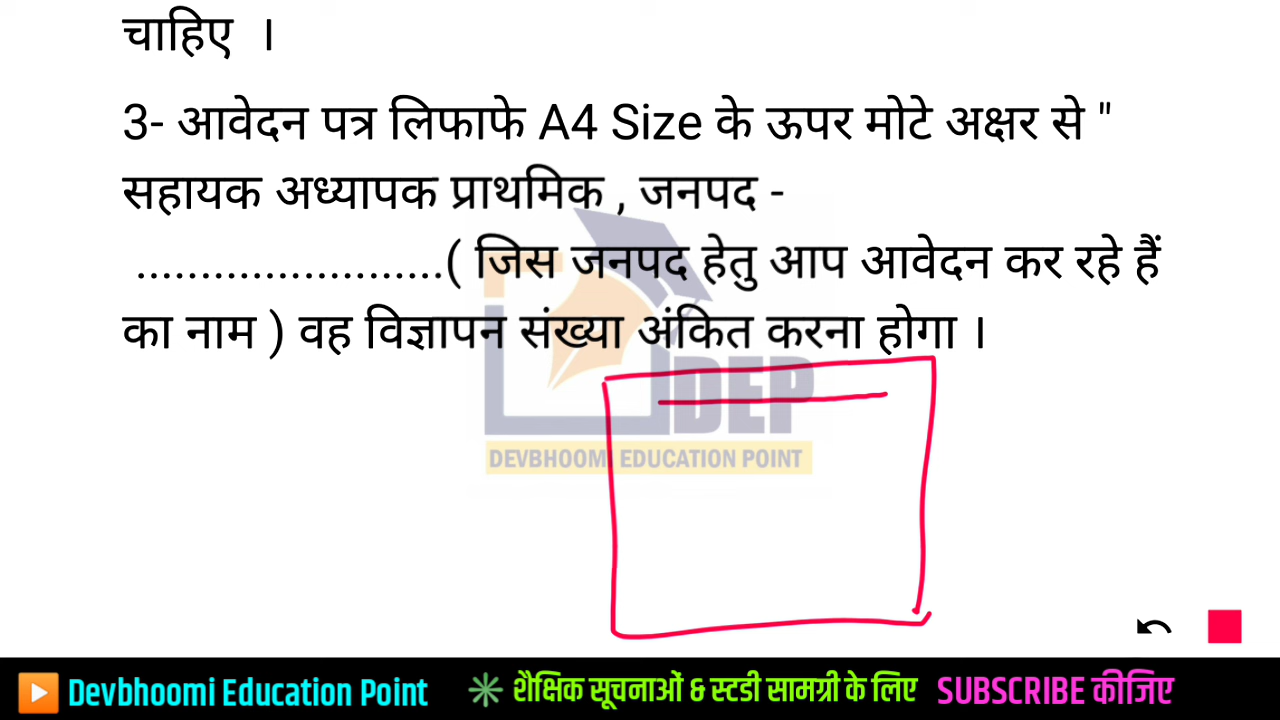 चाहिए ।
3- आवेदन पत्र लिफाफे A4 Size के ऊपर मोटे अक्षर से "
सहायक अध्यापक प्राथमिक , जनपद -
........................( जिस जनपद हेतु आप आवेदन कर रहे हैं
का नाम ) वह विज्ञापन संख्या अंकित करना होगा ।
DEP
DEVBHOOMI EDUCATION POINT
Devbhoomi Education Point
शैक्षिक सूचनाओं & स्टडी सामग्री के लिए SUBSCRIBE कीजिए